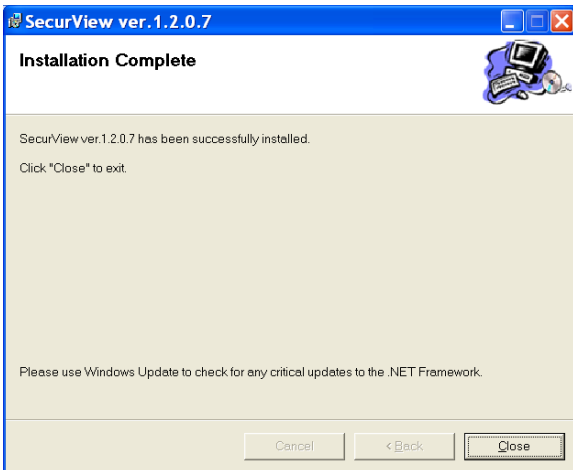 SecurView ver.1.2.0.7
Installation Complete
SecurView ver.1.2.0.7 has been successfully installed.
Click "Close" to exit.
Please use Windows Update to check for any critical updates to the .NET Framework.
Cancel < Back Close